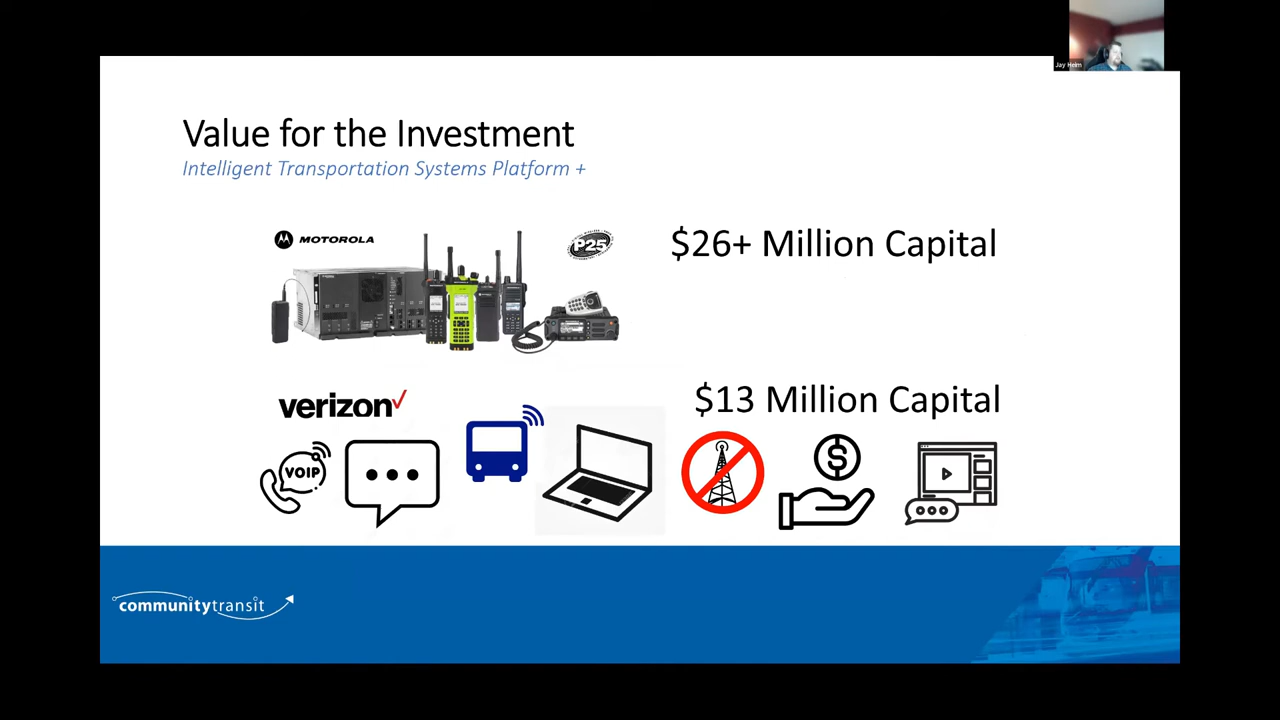 Jay Helm
Value for the Investment
Intelligent Transportation Systems Platform +
MOTOROLA
P25
$26+ Million Capital
verizon
$13 Million Capital
VOIP
communitytransit